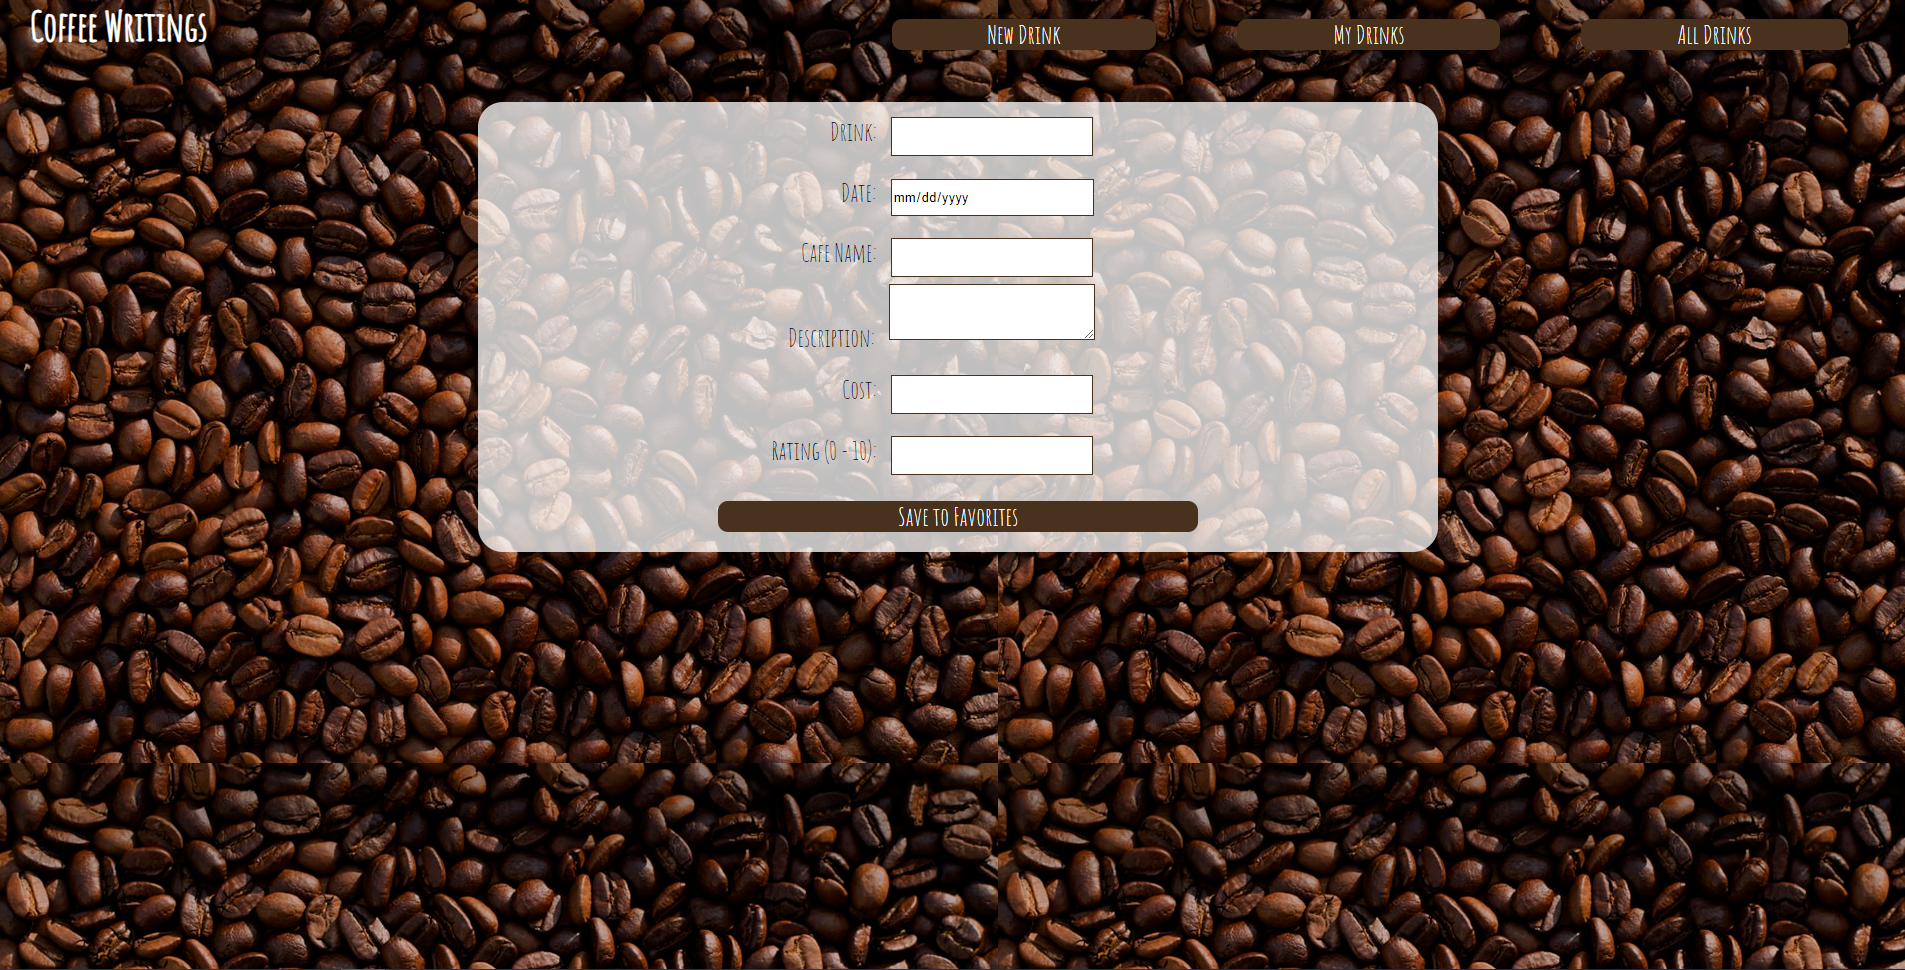 Coffee Writings
New Drink
My Drinks
All Drinks
Drink:
Date:
mm/dd/yyyy
Cafe Name:
Description:
Cost:
Rating (0 - 10):
Save to Favorites